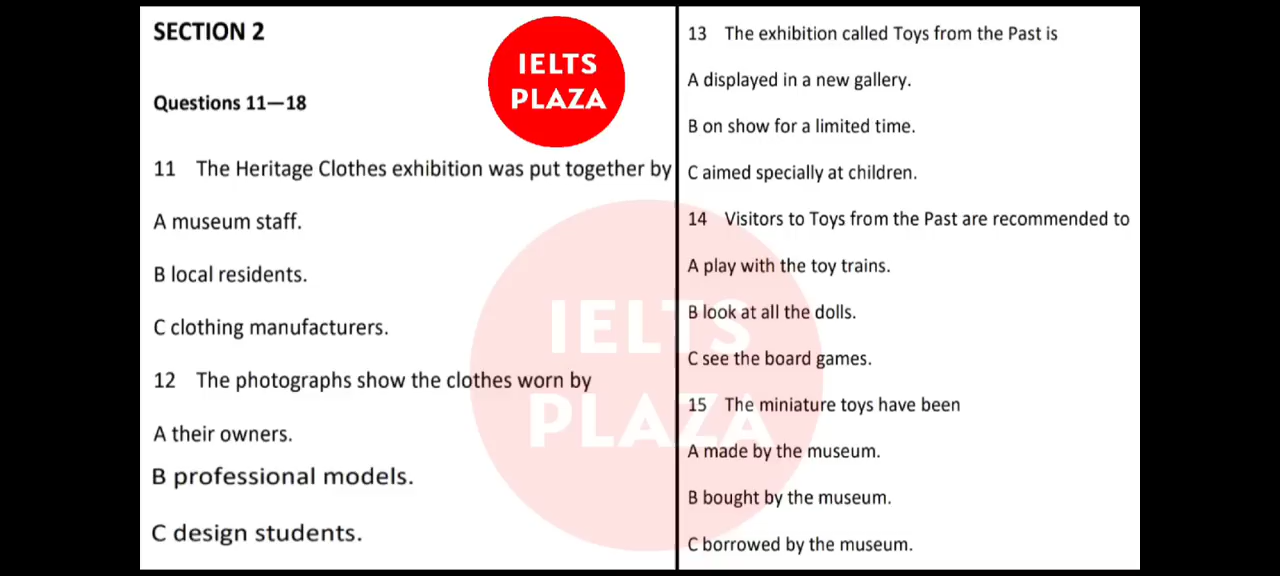 SECTION 2
IELTS
PLAZA
Questions 11—18
11 The Heritage Clothes exhibition was put together by
A museum staff.
B local residents.
C clothing manufacturers.
12 The photographs show the clothes worn by
A their owners.
B professional models.
C design students.
13 The exhibition called Toys from the Past is
A displayed in a new gallery.
B on show for a limited time.
C aimed specially at children.
14 Visitors to Toys from the Past are recommended to
A play with the toy trains.
B look at all the dolls.
C see the board games.
15 The miniature toys have been
A made by the museum.
B bought by the museum.
C borrowed by the museum.
IELTS
PLAZA